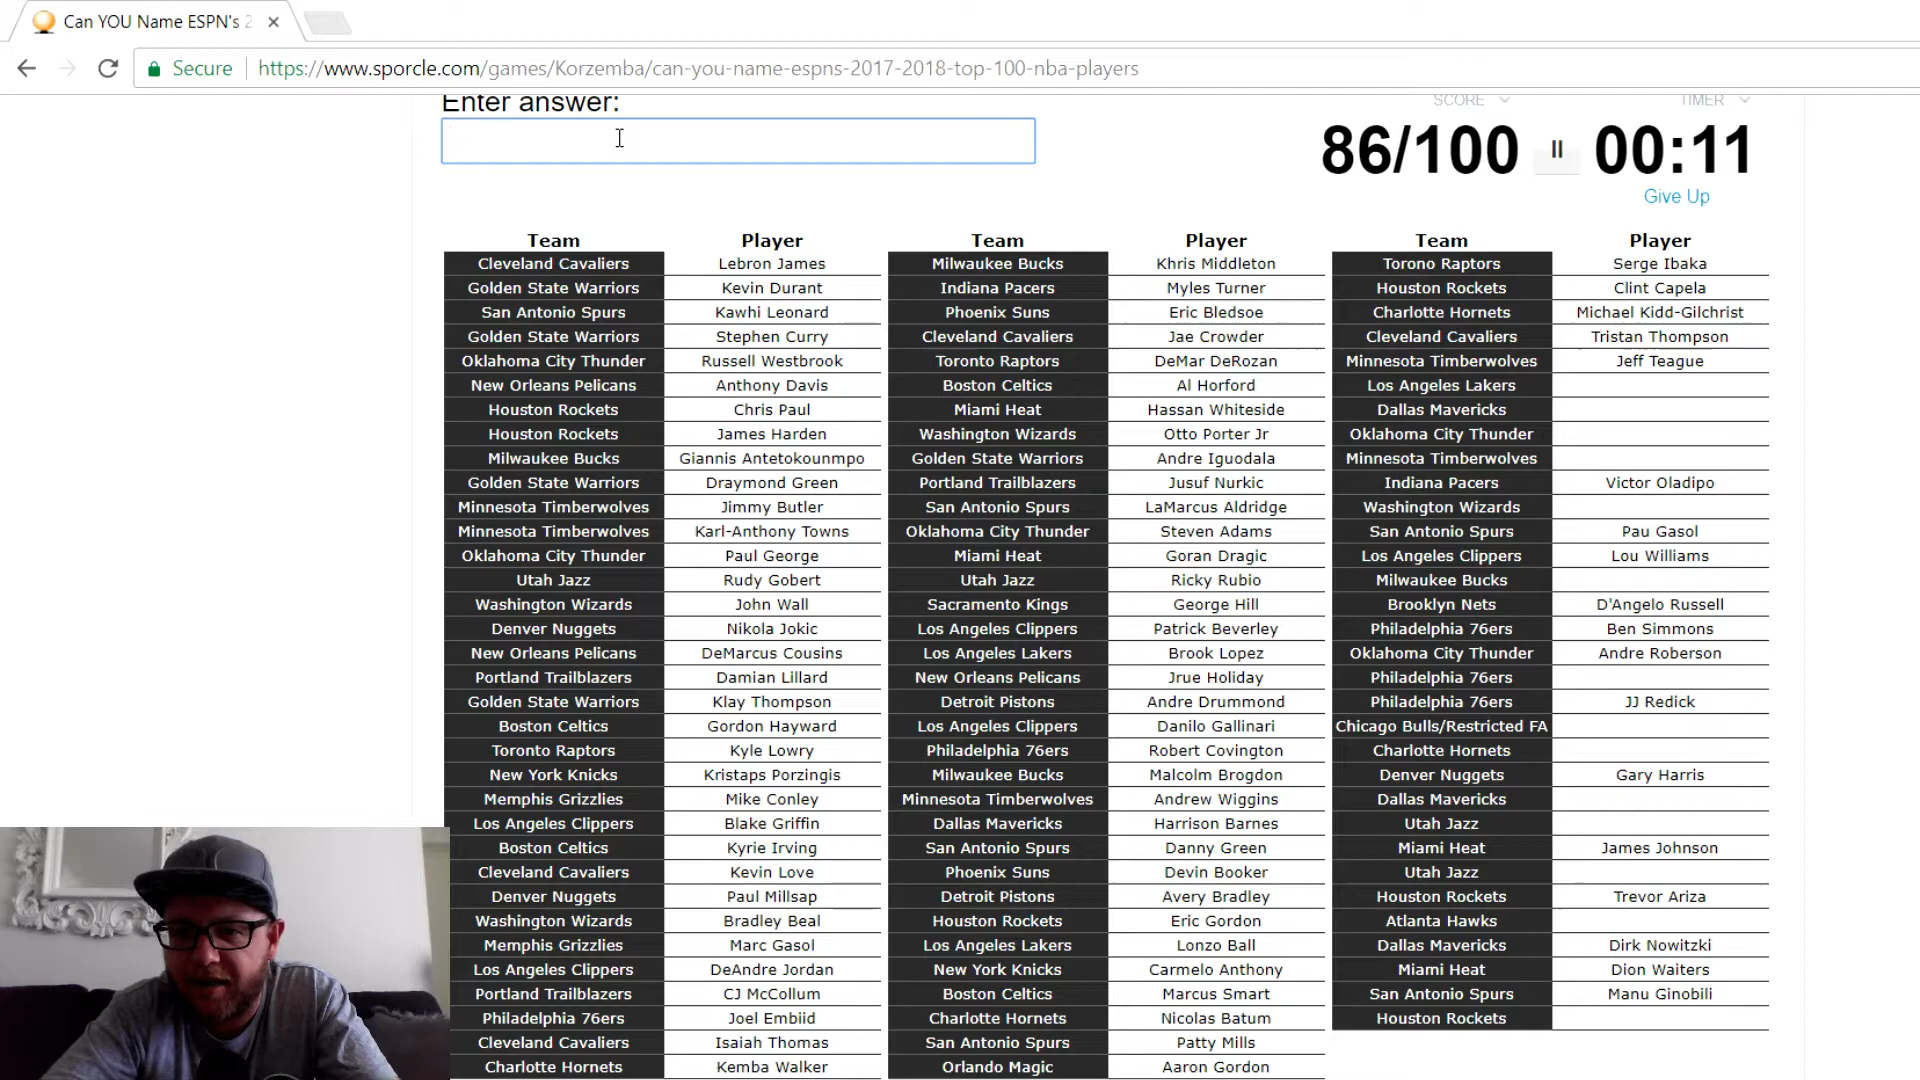 Can YOU Name ESPN's 2
Secure https://www.sporcle.com/games/Korzemba/can-you-name-espns-2017-2018-top-100-nba-players
Enter answer:
SCORE TIMER
86/100 00:11
Give Up
Team Player Team Player Team Player
Cleveland Cavaliers Lebron James Milwaukee Bucks Khris Middleton Torono Raptors Serge Ibaka
Golden State Warriors Kevin Durant Indiana Pacers Myles Turner Houston Rockets Clint Capela
San Antonio Spurs Kawhi Leonard Phoenix Suns Eric Bledsoe Charlotte Hornets Michael Kidd-Gilchrist
Golden State Warriors Stephen Curry Cleveland Cavaliers Jae Crowder Cleveland Cavaliers Tristan Thompson
Oklahoma City Thunder Russell Westbrook Toronto Raptors DeMar DeRozan Minnesota Timberwolves Jeff Teague
New Orleans Pelicans Anthony Davis Boston Celtics Al Horford Los Angeles Lakers
Houston Rockets Chris Paul Miami Heat Hassan Whiteside Dallas Mavericks
Houston Rockets James Harden Washington Wizards Otto Porter Jr Oklahoma City Thunder
Milwaukee Bucks Giannis Antetokounmpo Golden State Warriors Andre Iguodala Minnesota Timberwolves
Golden State Warriors Draymond Green Portland Trailblazers Jusuf Nurkic Indiana Pacers Victor Oladipo
Minnesota Timberwolves Jimmy Butler San Antonio Spurs LaMarcus Aldridge Washington Wizards
Minnesota Timberwolves Karl-Anthony Towns Oklahoma City Thunder Steven Adams San Antonio Spurs Pau Gasol
Oklahoma City Thunder Paul George Miami Heat Goran Dragic Los Angeles Clippers Lou Williams
Utah Jazz Rudy Gobert Utah Jazz Ricky Rubio Milwaukee Bucks
Washington Wizards John Wall Sacramento Kings George Hill Brooklyn Nets D'Angelo Russell
Denver Nuggets Nikola Jokic Los Angeles Clippers Patrick Beverley Philadelphia 76ers Ben Simmons
New Orleans Pelicans DeMarcus Cousins Los Angeles Lakers Brook Lopez Oklahoma City Thunder Andre Roberson
Portland Trailblazers Damian Lillard New Orleans Pelicans Jrue Holiday Philadelphia 76ers
Golden State Warriors Klay Thompson Detroit Pistons Andre Drummond Philadelphia 76ers JJ Redick
Boston Celtics Gordon Hayward Los Angeles Clippers Danilo Gallinari Chicago Bulls/Restricted FA
Toronto Raptors Kyle Lowry Philadelphia 76ers Robert Covington Charlotte Hornets
New York Knicks Kristaps Porzingis Milwaukee Bucks Malcolm Brogdon Denver Nuggets Gary Harris
Memphis Grizzlies Mike Conley Minnesota Timberwolves Andrew Wiggins Dallas Mavericks
Los Angeles Clippers Blake Griffin Dallas Mavericks Harrison Barnes Utah Jazz
Boston Celtics Kyrie Irving San Antonio Spurs Danny Green Miami Heat James Johnson
Cleveland Cavaliers Kevin Love Phoenix Suns Devin Booker Utah Jazz
Denver Nuggets Paul Millsap Detroit Pistons Avery Bradley Houston Rockets Trevor Ariza
Washington Wizards Bradley Beal Houston Rockets Eric Gordon Atlanta Hawks
Memphis Grizzlies Marc Gasol Los Angeles Lakers Lonzo Ball Dallas Mavericks Dirk Nowitzki
Los Angeles Clippers DeAndre Jordan New York Knicks Carmelo Anthony Miami Heat Dion Waiters
Portland Trailblazers CJ McCollum Boston Celtics Marcus Smart San Antonio Spurs Manu Ginobili
Philadelphia 76ers Joel Embiid Charlotte Hornets Nicolas Batum Houston Rockets
Cleveland Cavaliers Isaiah Thomas San Antonio Spurs Patty Mills
Charlotte Hornets Kemba Walker Orlando Magic Aaron Gordon